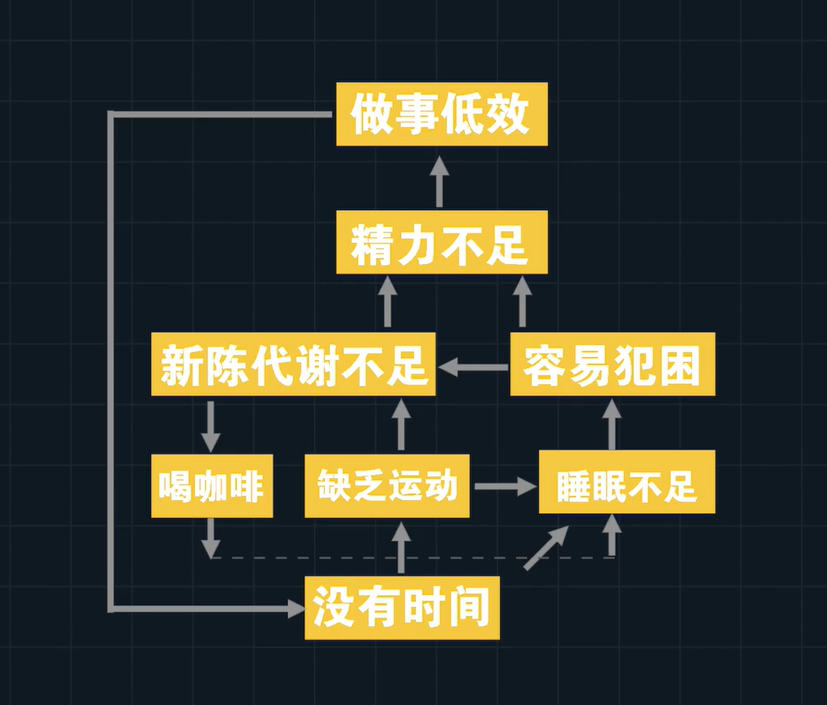 做事低效
精力不足
新陈代谢不足
容易犯困
喝咖啡
缺乏运动
睡眠不足
没有时间